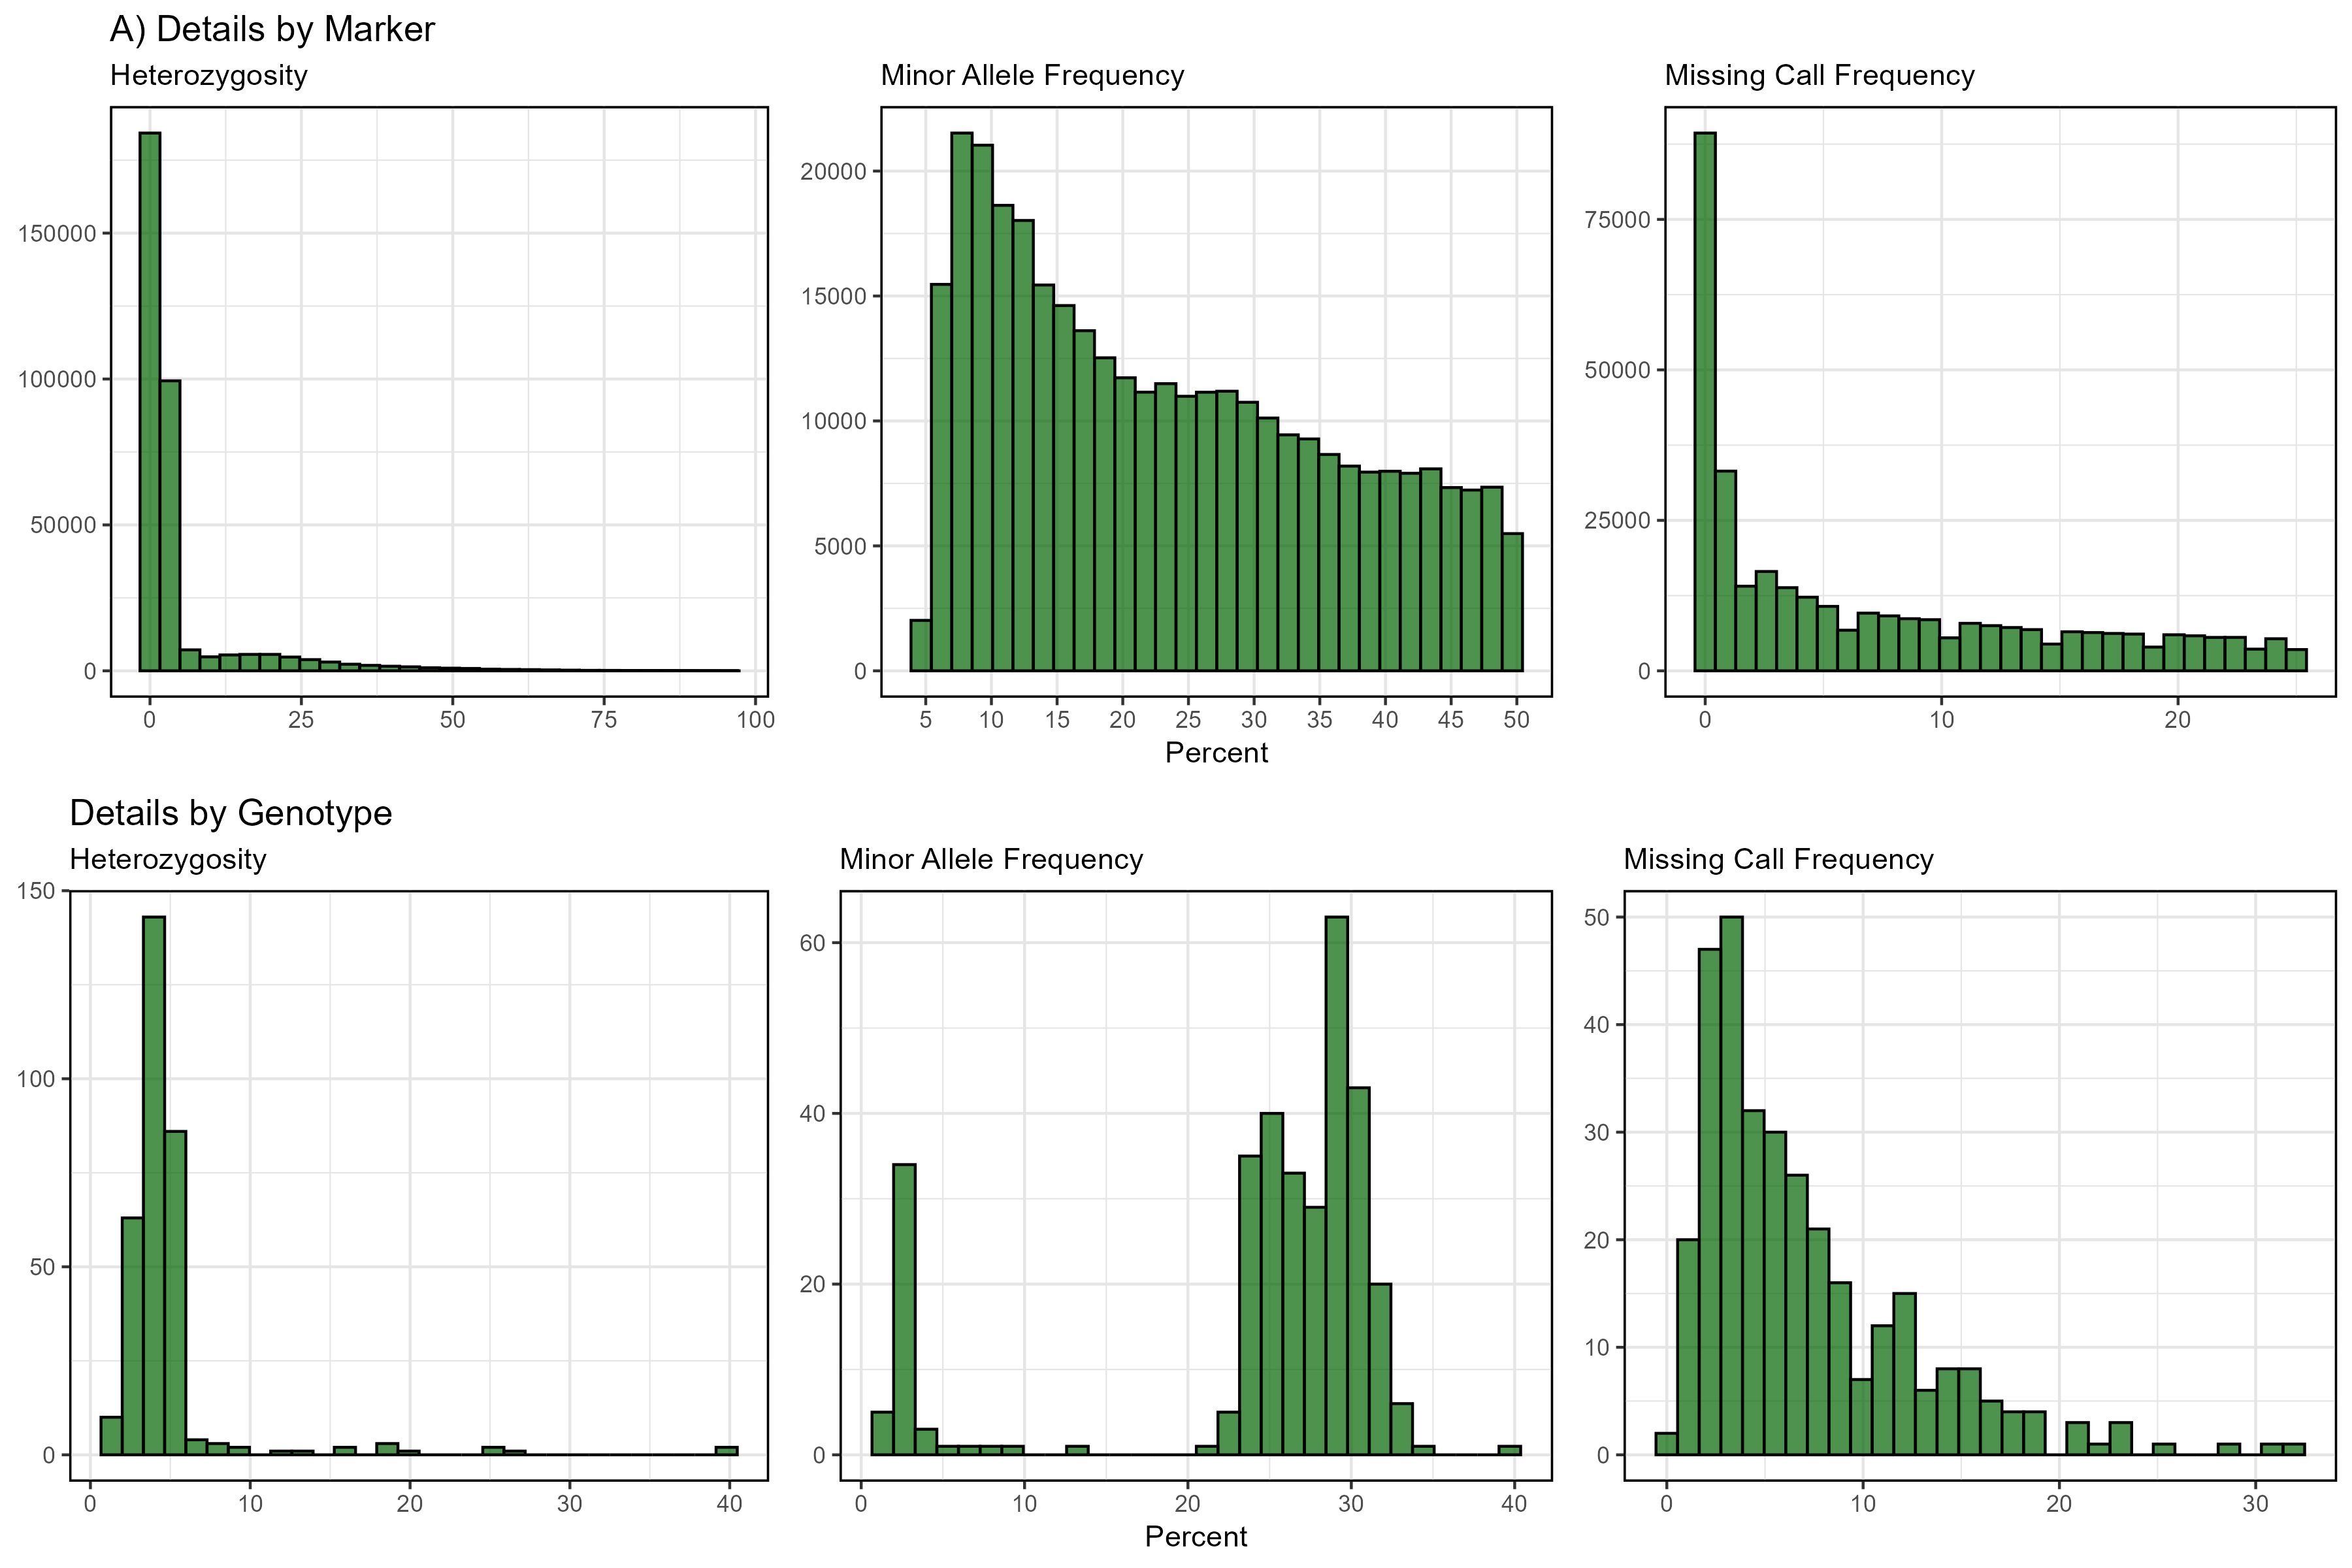 A) Details by Marker
Heterozygosity Minor Allele Frequency Missing Call Frequency
150000
100000
50000
0
0 25 50 75 100
20000
15000
10000
5000
0
5 10 15 20 25 30 35 40 45 50
75000
50000
25000
0
0 10 20
Percent
Details by Genotype
Heterozygosity Minor Allele Frequency Missing Call Frequency
150
100
50
0
0 10 20 30 40
60
40
20
0
0 10 20 30 40
50
40
30
20
10
0
0 10 20 30
Percent